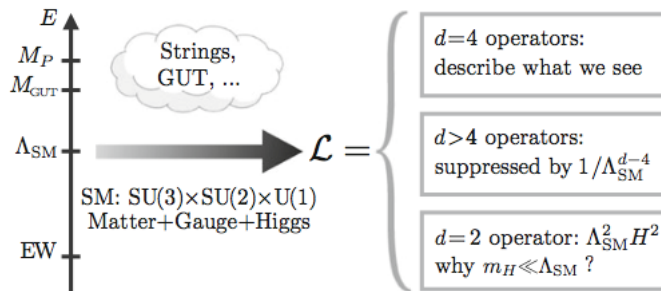 E
M_P
M_GUT
Λ_SM
EW
Strings,
GUT, ...
SM: SU(3)×SU(2)×U(1)
Matter+Gauge+Higgs
ℒ =
d=4 operators:
describe what we see
d>4 operators:
suppressed by 1/Λ_SM^{d−4}
d=2 operator: Λ_SM^2 H^2
why m_H≪Λ_SM ?